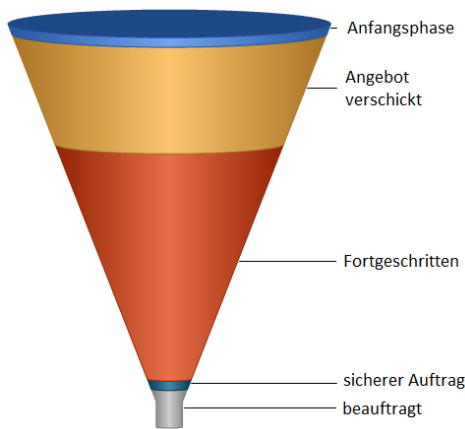 Anfangsphase
Angebot
verschickt
Fortgeschritten
sicherer Auftrag
beauftragt